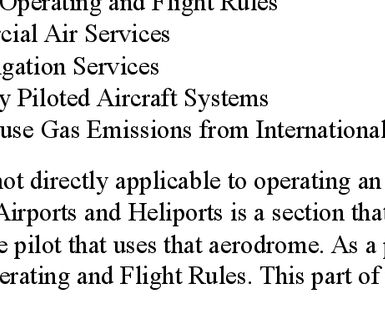 Operating and Flight Rules
rcial Air Services
gation Services
y Piloted Aircraft Systems
use Gas Emissions from International
not directly applicable to operating an
Airports and Heliports is a section that
e pilot that uses that aerodrome. As a p
erating and Flight Rules. This part of